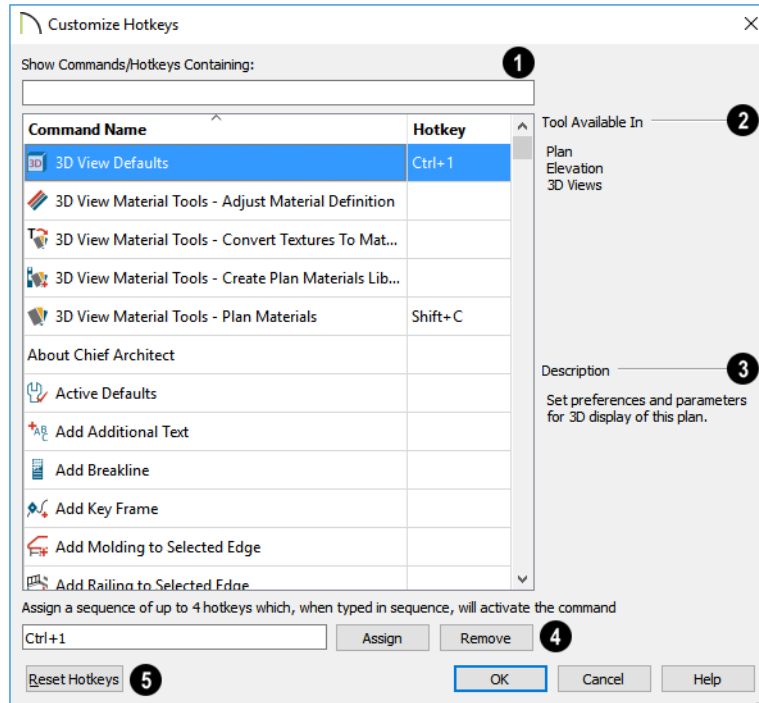 Customize Hotkeys
Show Commands/Hotkeys Containing:
1
Command Name Hotkey
3D 3D View Defaults Ctrl+1
3D View Material Tools - Adjust Material Definition
T 3D View Material Tools - Convert Textures To Mat...
3D View Material Tools - Create Plan Materials Lib...
3D View Material Tools - Plan Materials Shift+C
About Chief Architect
Active Defaults
AB C Add Additional Text
Add Breakline
Add Key Frame
Add Molding to Selected Edge
Add Railing to Selected Edge
Tool Available In 2
Plan
Elevation
3D Views
Description 3
Set preferences and parameters
for 3D display of this plan.
Assign a sequence of up to 4 hotkeys which, when typed in sequence, will activate the command
Ctrl+1 Assign Remove 4
Reset Hotkeys 5 OK Cancel Help